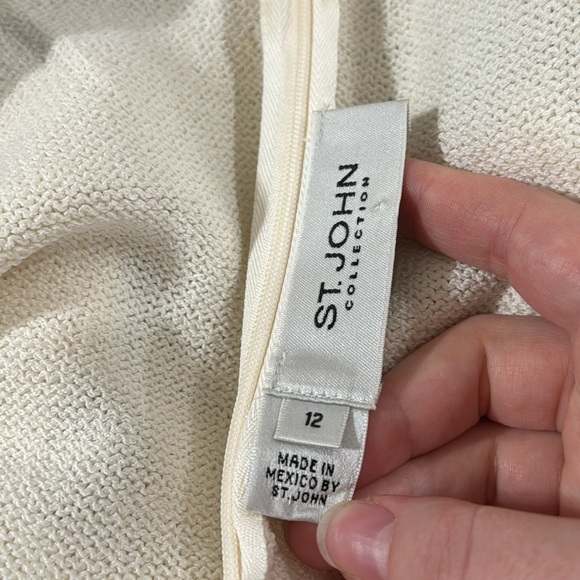 ST. JOHN
COLLECTION
12
MADE IN
MEXICO BY
ST. JOHN